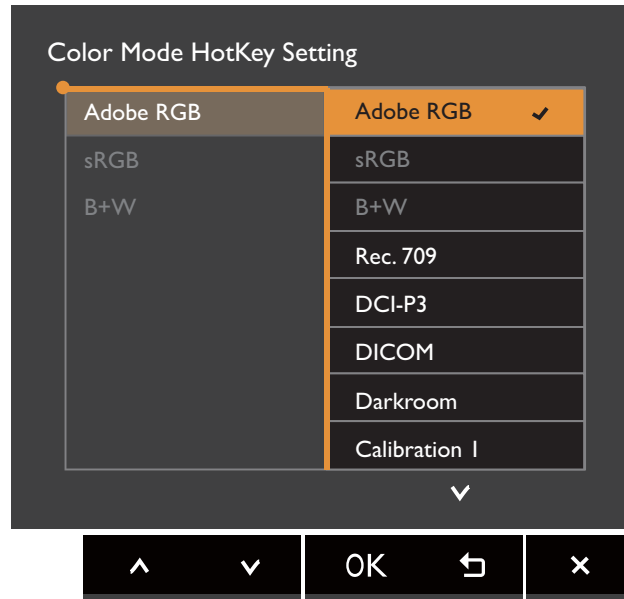 Color Mode HotKey Setting
Adobe RGB
sRGB
B+W
Adobe RGB
sRGB
B+W
Rec. 709
DCI-P3
DICOM
Darkroom
Calibration 1
OK